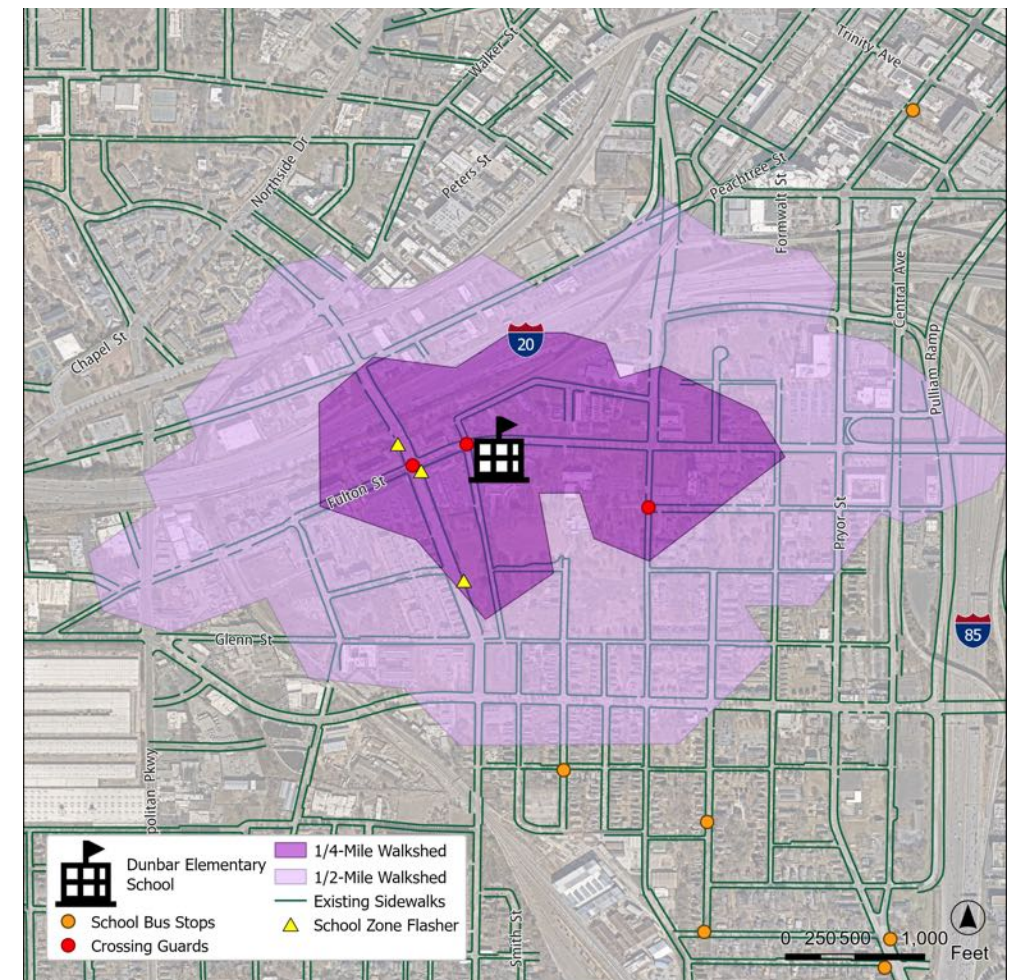 Walker St
Trinity Ave
Northside Dr
Peters St
Peachtree St
Formwalt St
Central Ave
Chapel St
20
Pulliam Ramp
Fulton St
Pryor St
Glenn St
85
politan Pkwy
Smith St
Dunbar Elementary
School
School Bus Stops
Crossing Guards
1/4-Mile Walkshed
1/2-Mile Walkshed
Existing Sidewalks
School Zone Flasher
0 250 500 1,000
Feet